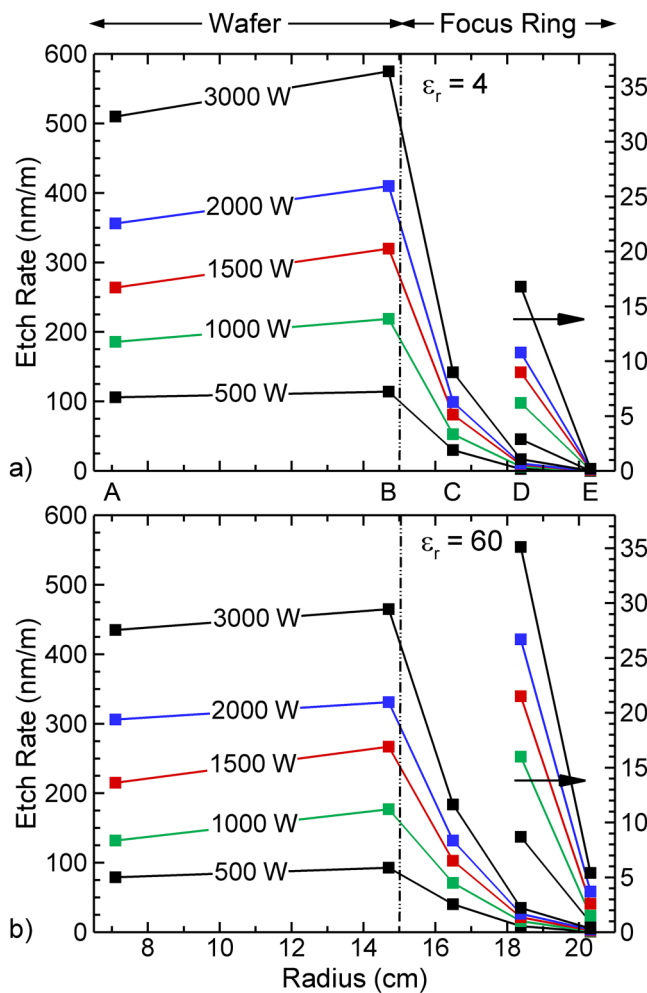 Wafer Focus Ring
600
500
400
300
200
100
0
Etch Rate (nm/m)
3000 W
2000 W
1500 W
1000 W
500 W
εr = 4
35
30
25
20
15
10
5
0
a)
A B C D E
600
500
400
300
200
100
0
Etch Rate (nm/m)
3000 W
2000 W
1500 W
1000 W
500 W
εr = 60
35
30
25
20
15
10
5
0
b)
8 10 12 14 16 18 20
Radius (cm)